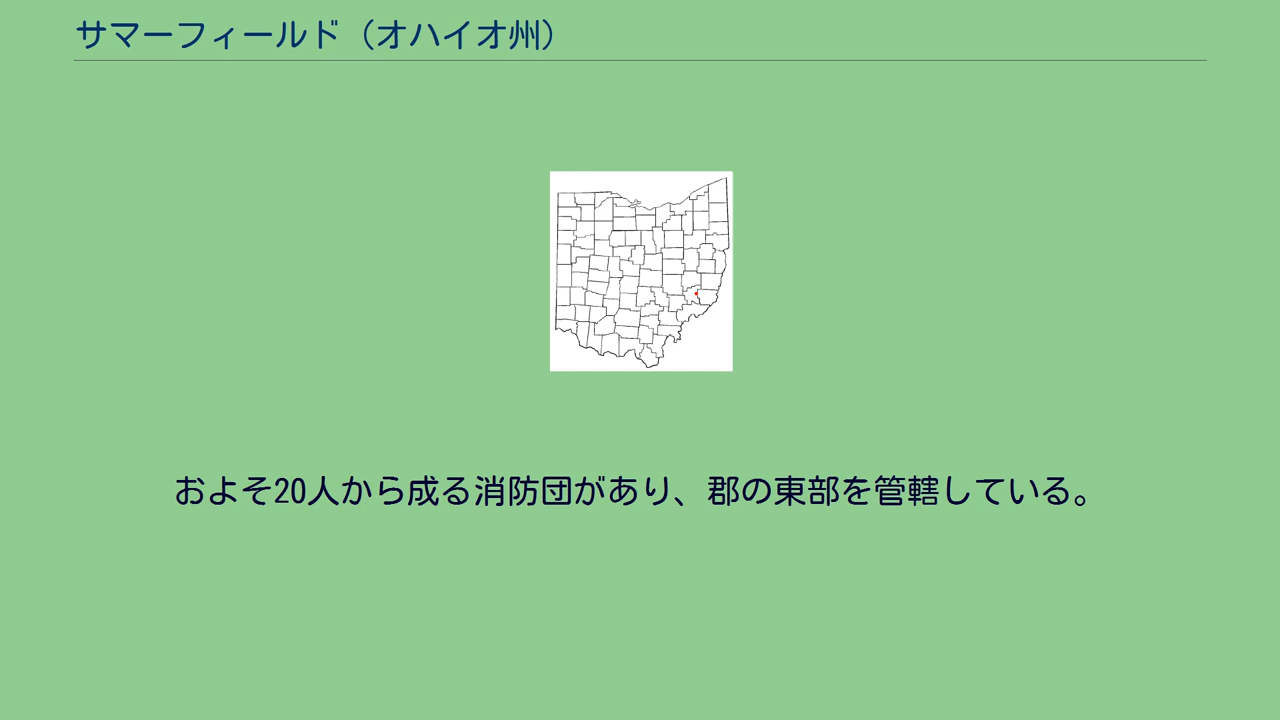 サマーフィールド（オハイオ州）
およそ20人から成る消防団があり、郡の東部を管轄している。